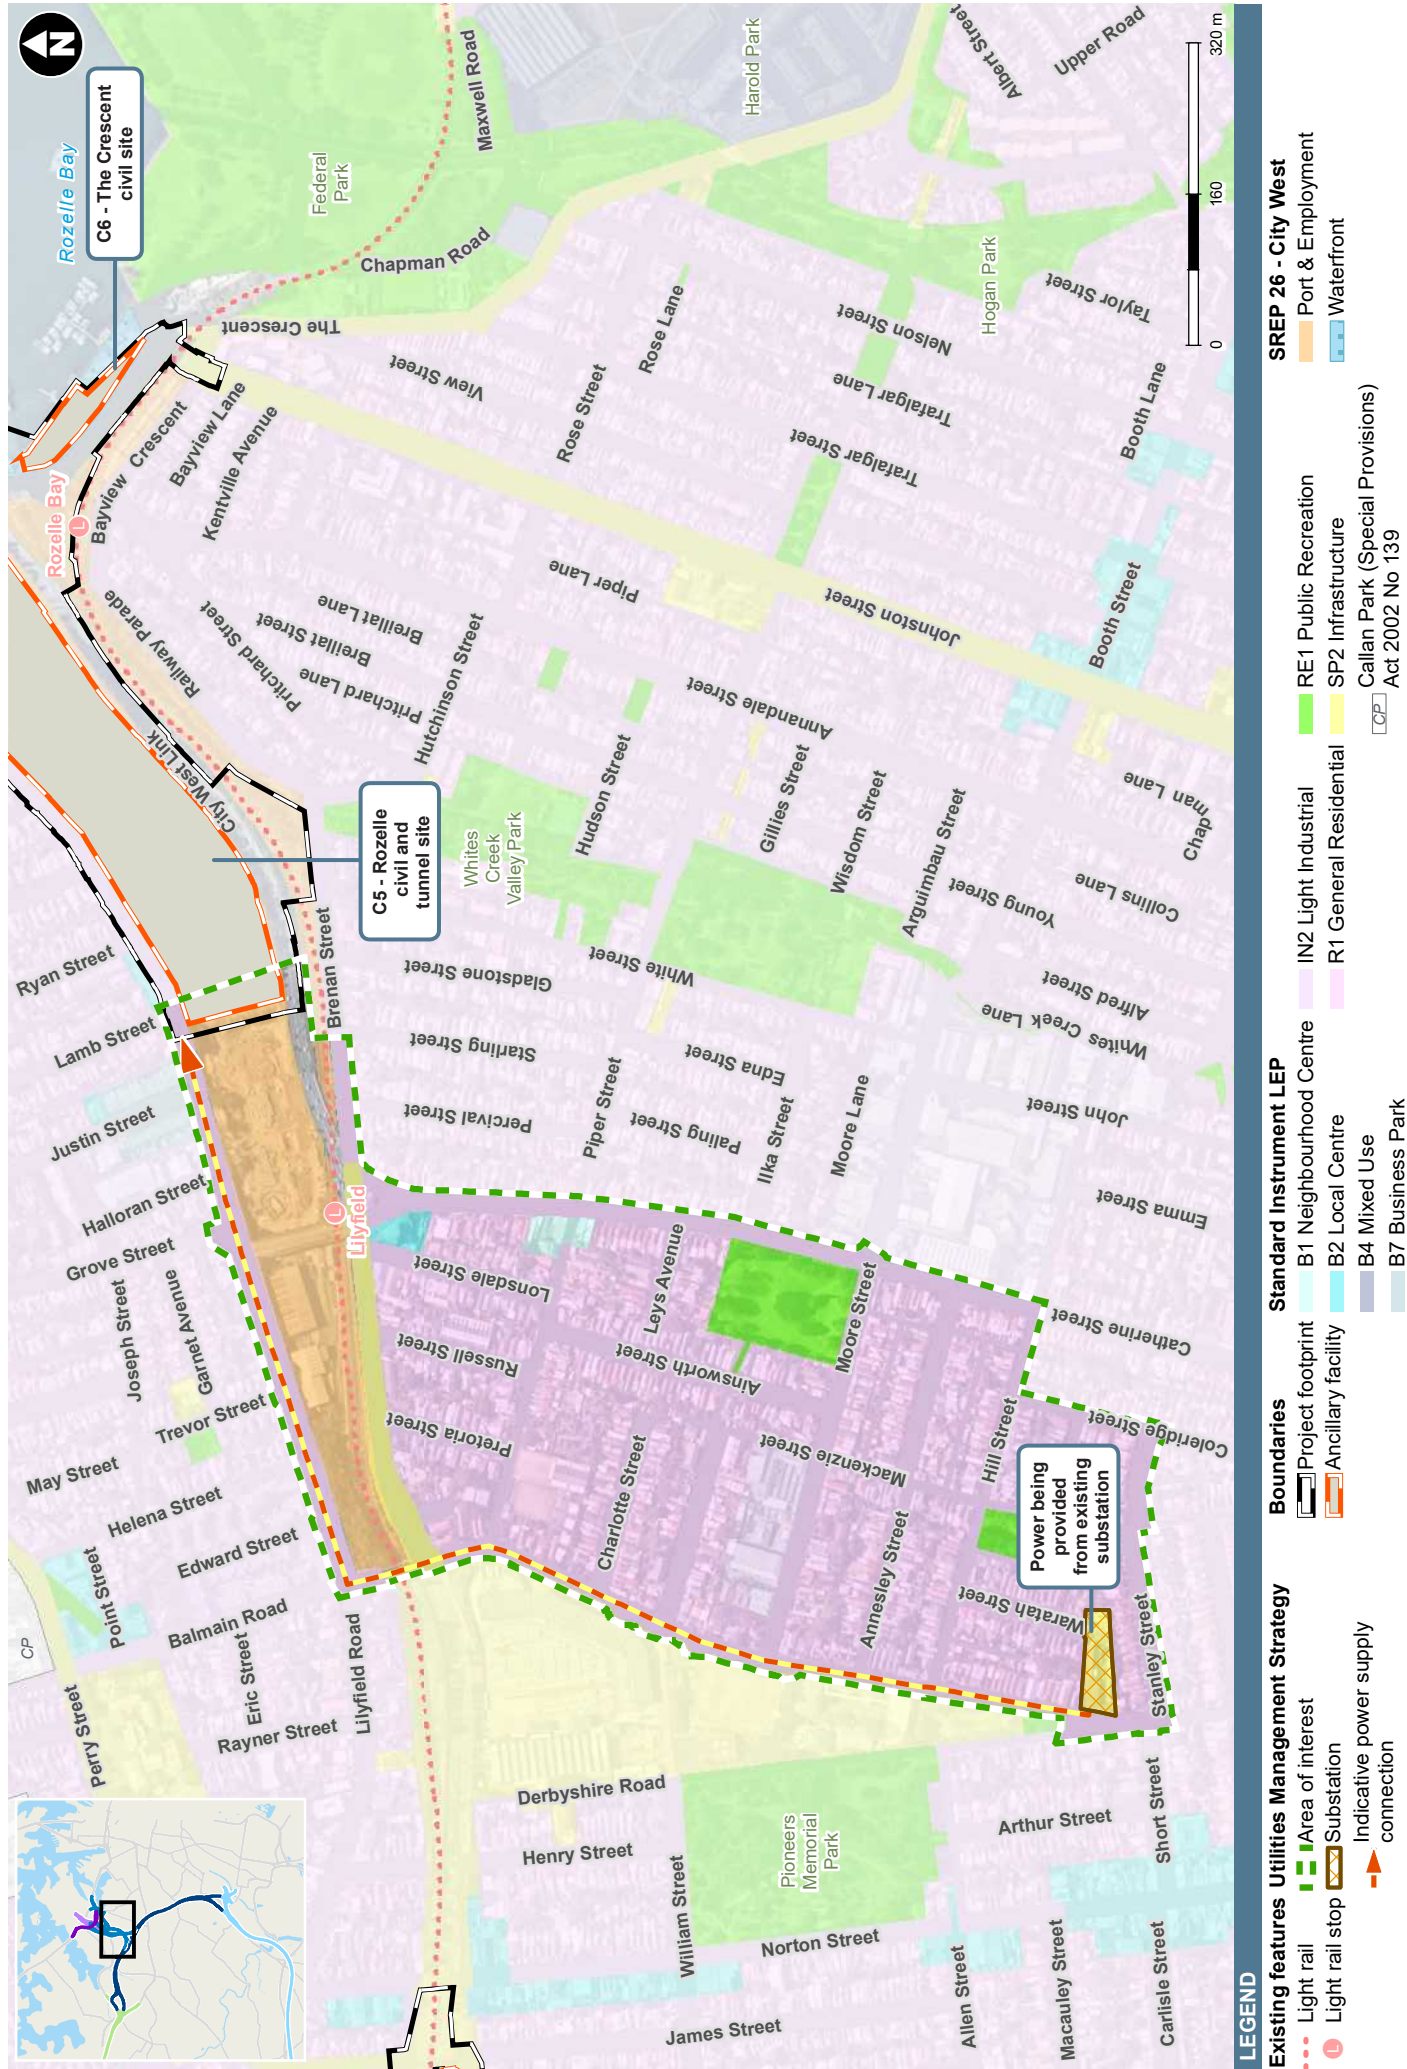 N
Rozelle Bay
C6 - The Crescent
civil site
Federal
Park
Maxwell Road
Harold Park
Albert Street
Upper Road
Chapman Road
The Crescent
View Street
Rose Lane
Rose Street
Nelson Street
Hogan Park
Taylor Street
Trafalgar Lane
Trafalgar Street
Booth Lane
0
160
320 m
Rozelle Bay
L
Bayview Crescent
Bayview Lane
Kentville Avenue
Railway Parade
Pritchard Street
Breillat Street
Breillat Lane
Pritchard Lane
Hutchinson Street
Piper Lane
Johnston Street
Booth Street
Annandale Street
City West Link
C5 - Rozelle
civil and
tunnel site
Whites
Creek
Valley Park
Hudson Street
Gillies Street
Wisdom Street
Arguimbau Street
Young Street
Collins Lane
Chapman Lane
Ryan Street
Lamb Street
Brenan Street
Gladstone Street
White Street
Alfred Street
Whites Creek Lane
Justin Street
Starling Street
Edna Street
Piper Street
Percival Street
Paling Street
Ilka Street
Moore Lane
John Street
Emma Street
Halloran Street
Grove Street
L
Lilyfield
Joseph Street
Garnet Avenue
Lonsdale Street
Leys Avenue
Moore Street
Catherine Street
Russell Street
Ainsworth Street
Trevor Street
Pretoria Street
Charlotte Street
Mackenzie Street
Hill Street
Coleridge Street
May Street
Helena Street
Edward Street
Point Street
Balmain Road
Annesley Street
Waratah Street
Power being
provided
from existing
substation
Stanley Street
CP
Eric Street
Lilyfield Road
Perry Street
Rayner Street
Derbyshire Road
Henry Street
William Street
Pioneers
Memorial
Park
Arthur Street
Short Street
Norton Street
James Street
Allen Street
Macauley Street
Carlisle Street
LEGEND
Existing features
Light rail
L Light rail stop
Utilities Management Strategy
Area of interest
Substation
Indicative power supply
connection
Boundaries
Project footprint
Ancillary facility
Standard Instrument LEP
B1 Neighbourhood Centre
B2 Local Centre
B4 Mixed Use
B7 Business Park
IN2 Light Industrial
R1 General Residential
RE1 Public Recreation
SP2 Infrastructure
CP Callan Park (Special Provisions)
Act 2002 No 139
SREP 26 - City West
Port & Employment
Waterfront